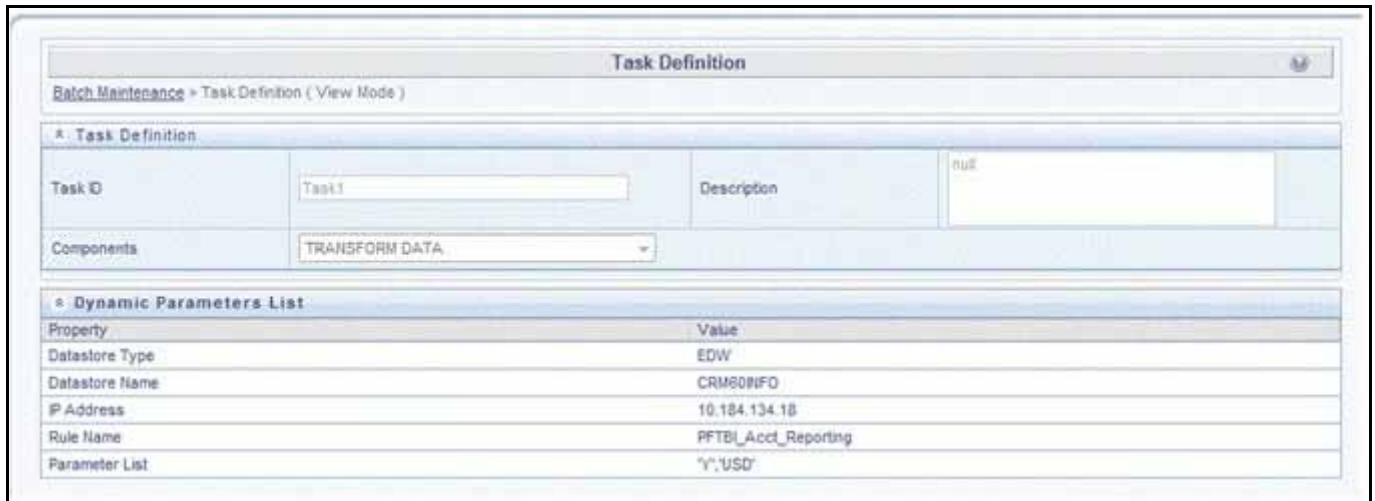 Task Definition
Batch Maintenance > Task Definition ( View Mode )
Task Definition
Task ID Task1 Description null
Components TRANSFORM DATA
Dynamic Parameters List
Property Value
Datastore Type EDW
Datastore Name CRM60INFO
IP Address 10.184.134.18
Rule Name PFTBI_Acct_Reporting
Parameter List 'USD'